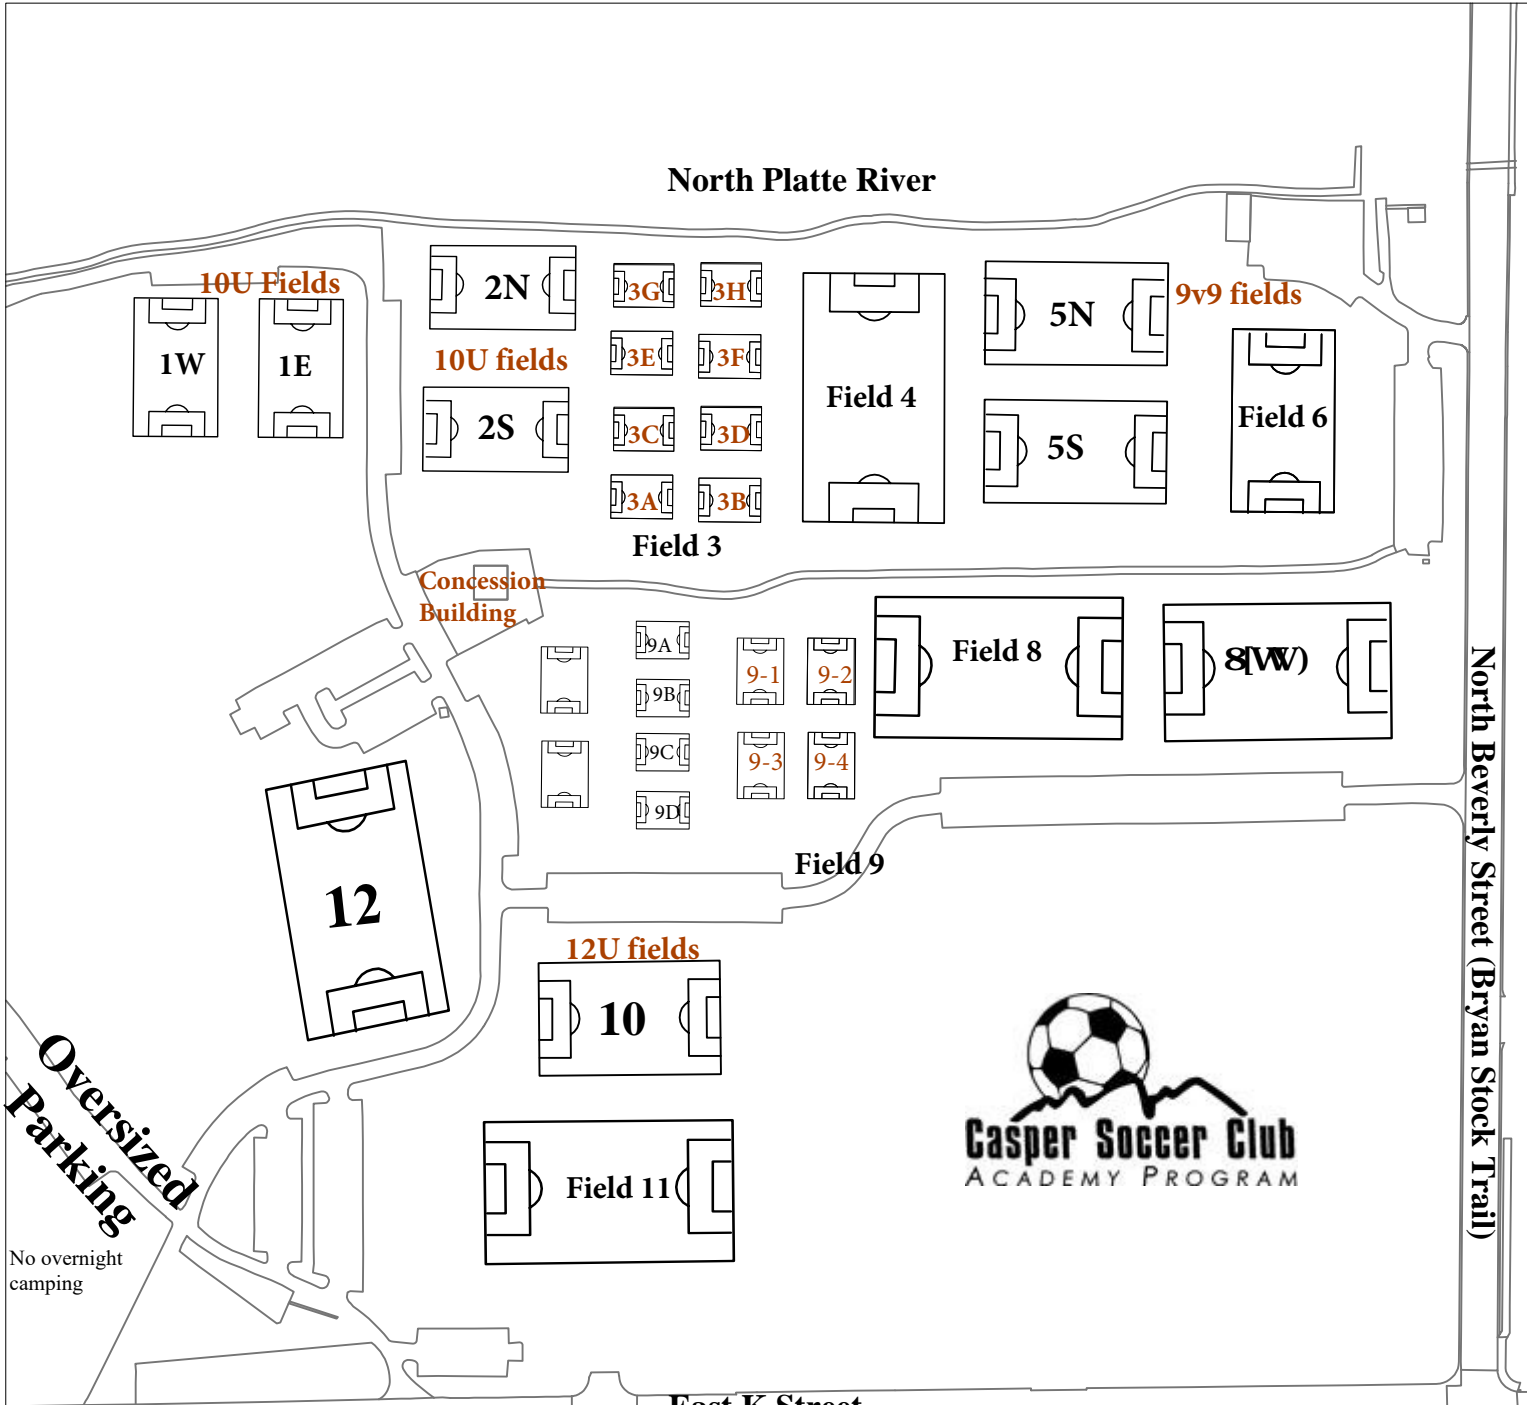 North Platte River
10U Fields
2N
3G
3H
5N
9v9 fields
1W
1E
10U fields
3E
3F
Field 4
Field 6
2S
3C
3D
5S
3A
3B
Field 3
Concession
Building
9A
9-1
9-2
Field 8
9B
9C
9-3
9-4
9D
Field 9
12
12U fields
10
Oversized
Parking
Field 11
Casper Soccer Club
ACADEMY PROGRAM
No overnight
camping
North Beverly Street (Bryan Stock Trail)
East K Street